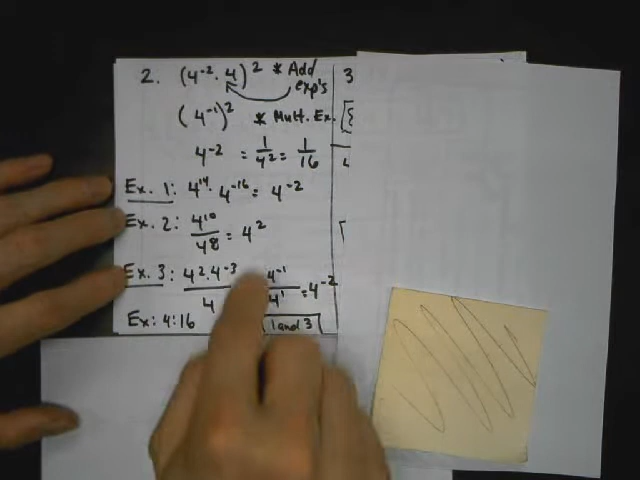 2. (4⁻² · 4)² * Add exp's
(4⁻¹)² * Mult. Ex.
4⁻² = 1/4² = 1/16
Ex. 1: 4¹⁴ · 4⁻¹⁶ = 4⁻²
Ex. 2: 4¹⁰/4⁸ = 4²
Ex. 3: 4² · 4⁻³/4 4⁻¹/4¹ = 4⁻²
Ex: 4:16 1 and 3
3